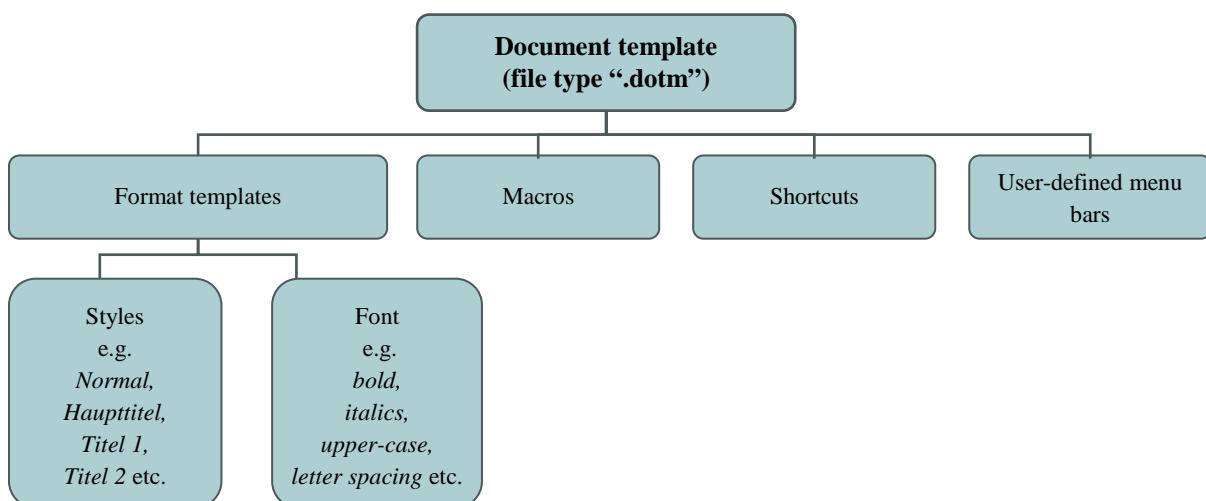 Document template
(file type “.dotm”)
Format templates
Macros
Shortcuts
User-defined menu
bars
Styles
e.g.
Normal,
Haupttitel,
Titel 1,
Titel 2 etc.
Font
e.g.
bold,
italics,
upper-case,
letter spacing etc.